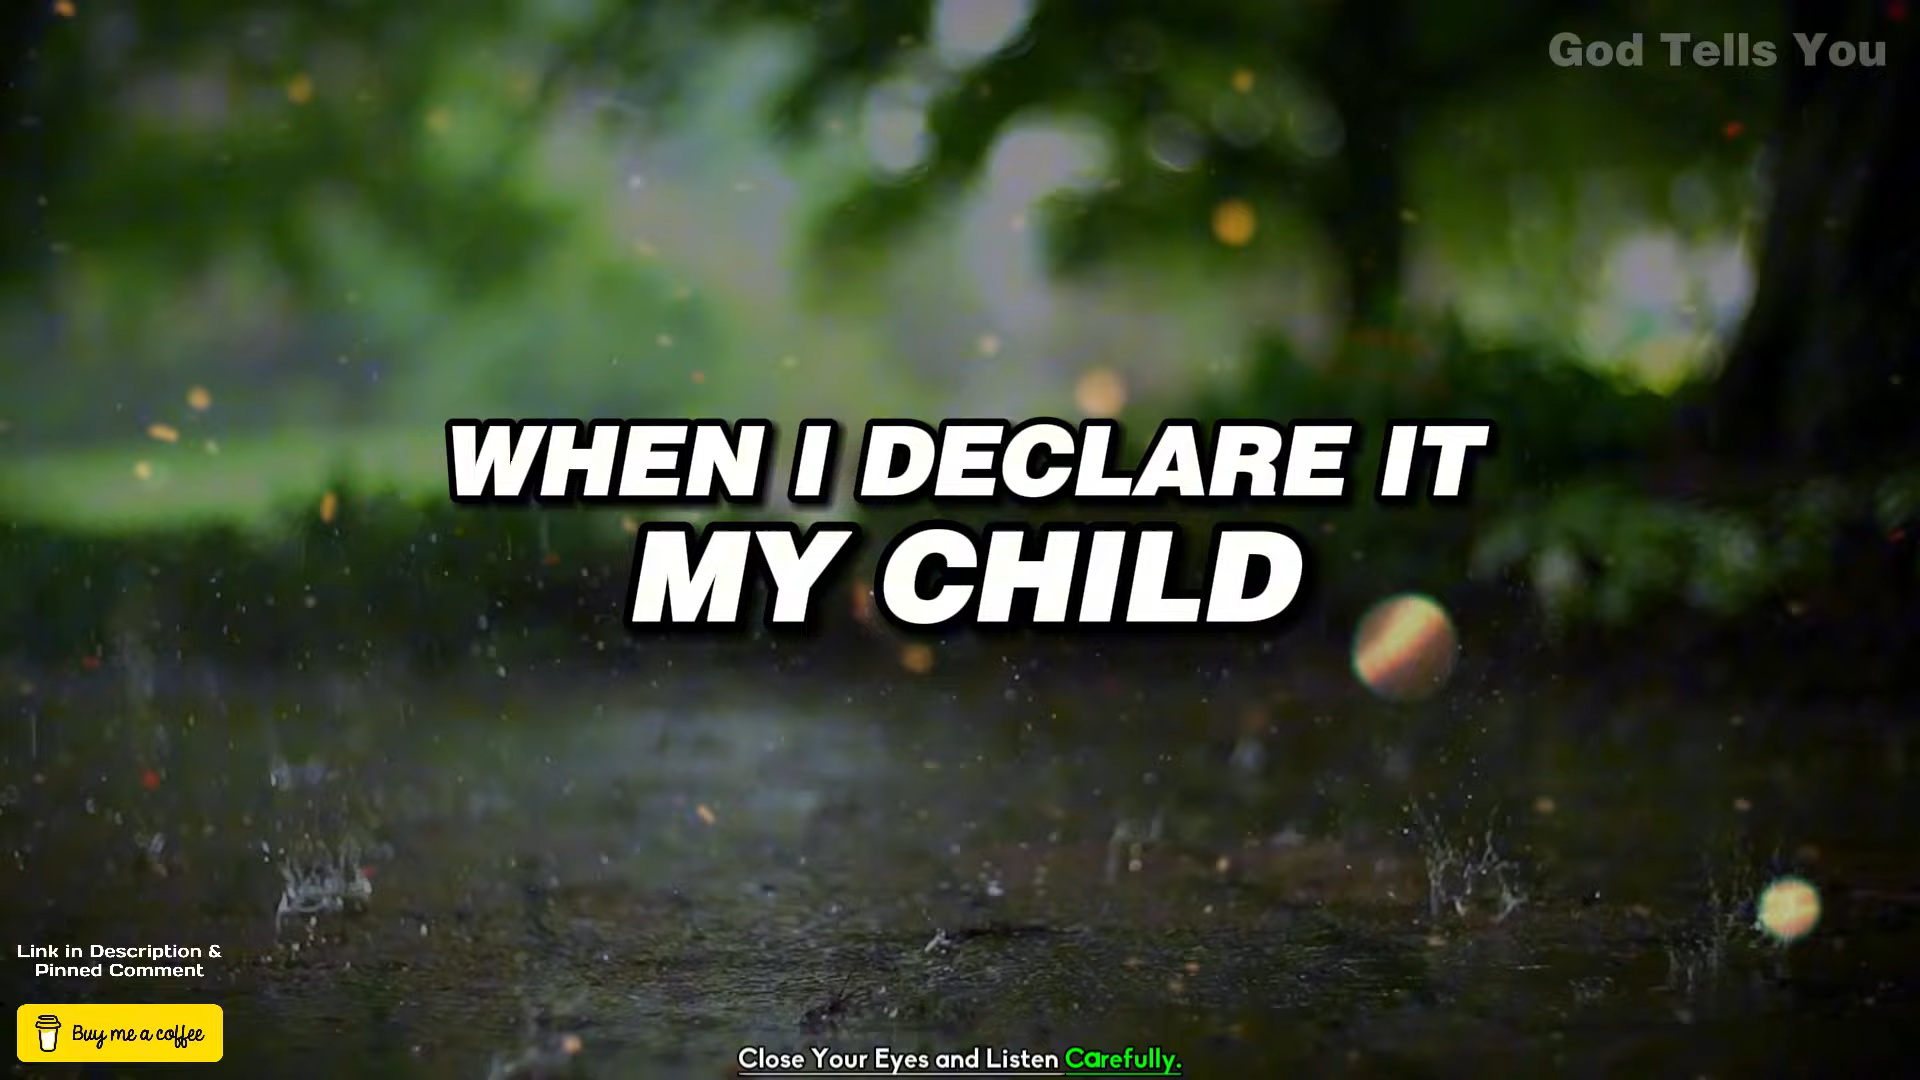 God Tells You
WHEN I DECLARE IT
MY CHILD
Link in Description &
Pinned Comment
Buy me a coffee
Close Your Eyes and Listen Carefully.